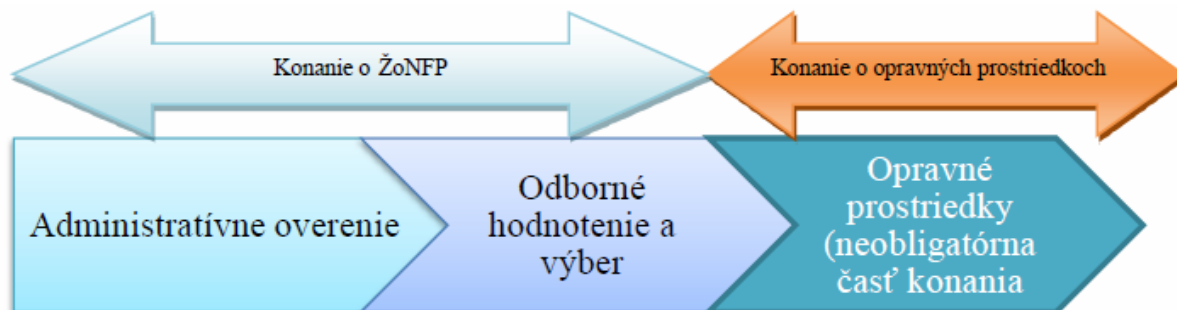 Konanie o ŽoNFP
Konanie o opravných prostriedkoch
Administratívne overenie
Odborné
hodnotenie a
výber
Opravné
prostriedky
(neobligatórna
časť konania